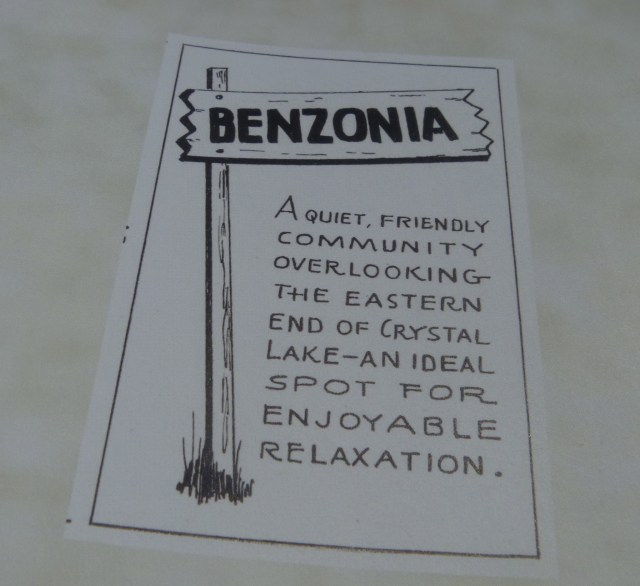 BENZONIA
A QUIET, FRIENDLY
COMMUNITY
OVERLOOKING
THE EASTERN
END OF CRYSTAL
LAKE–AN IDEAL
SPOT FOR
ENJOYABLE
RELAXATION.